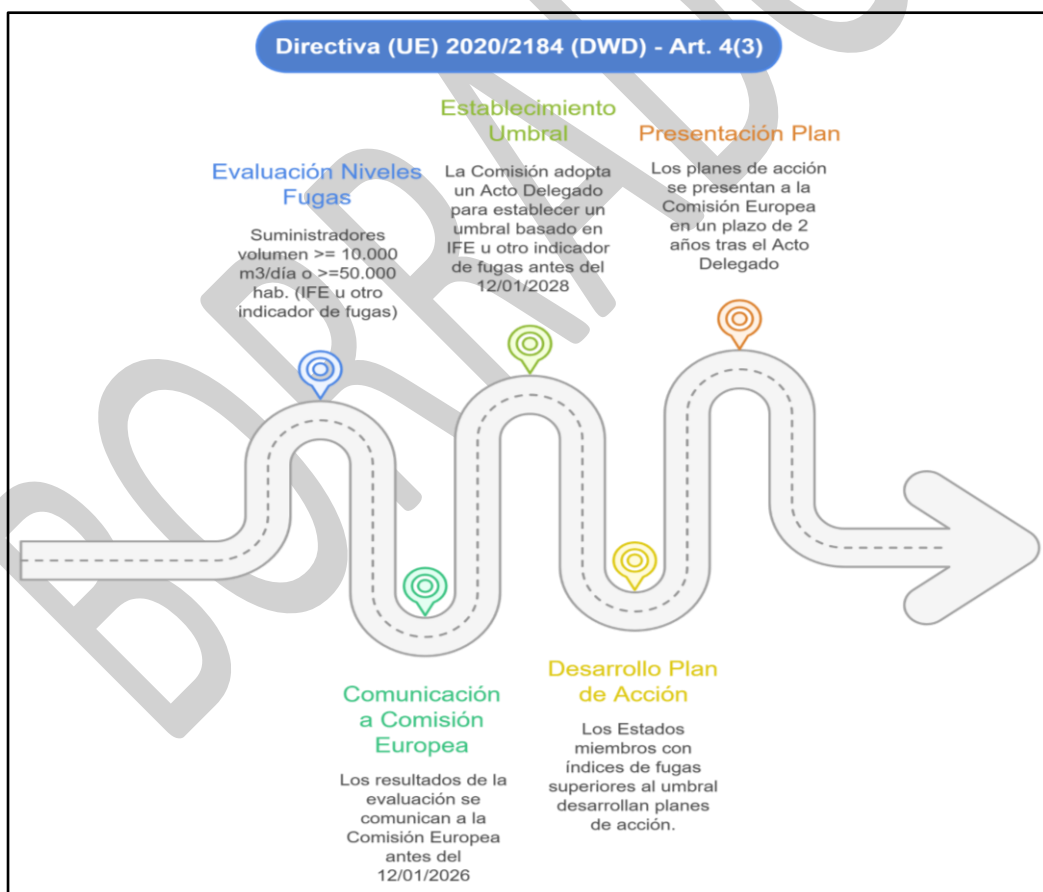 Directiva (UE) 2020/2184 (DWD) - Art. 4(3)
Evaluación Niveles
Fugas
Suministradores
volumen >= 10.000
m3/día o >=50.000
hab. (IFE u otro
indicador de fugas)
Comunicación
a Comisión
Europea
Los resultados de la
evaluación se
comunican a la
Comisión Europea
antes del
12/01/2026
Establecimiento
Umbral
La Comisión adopta
un Acto Delegado
para establecer un
umbral basado en
IFE u otro indicador
de fugas antes del
12/01/2028
Desarrollo Plan
de Acción
Los Estados
miembros con
índices de fugas
superiores al umbral
desarrollan planes
de acción.
Presentación Plan
Los planes de acción
se presentan a la
Comisión Europea
en un plazo de 2
años tras el Acto
Delegado
BORRADO